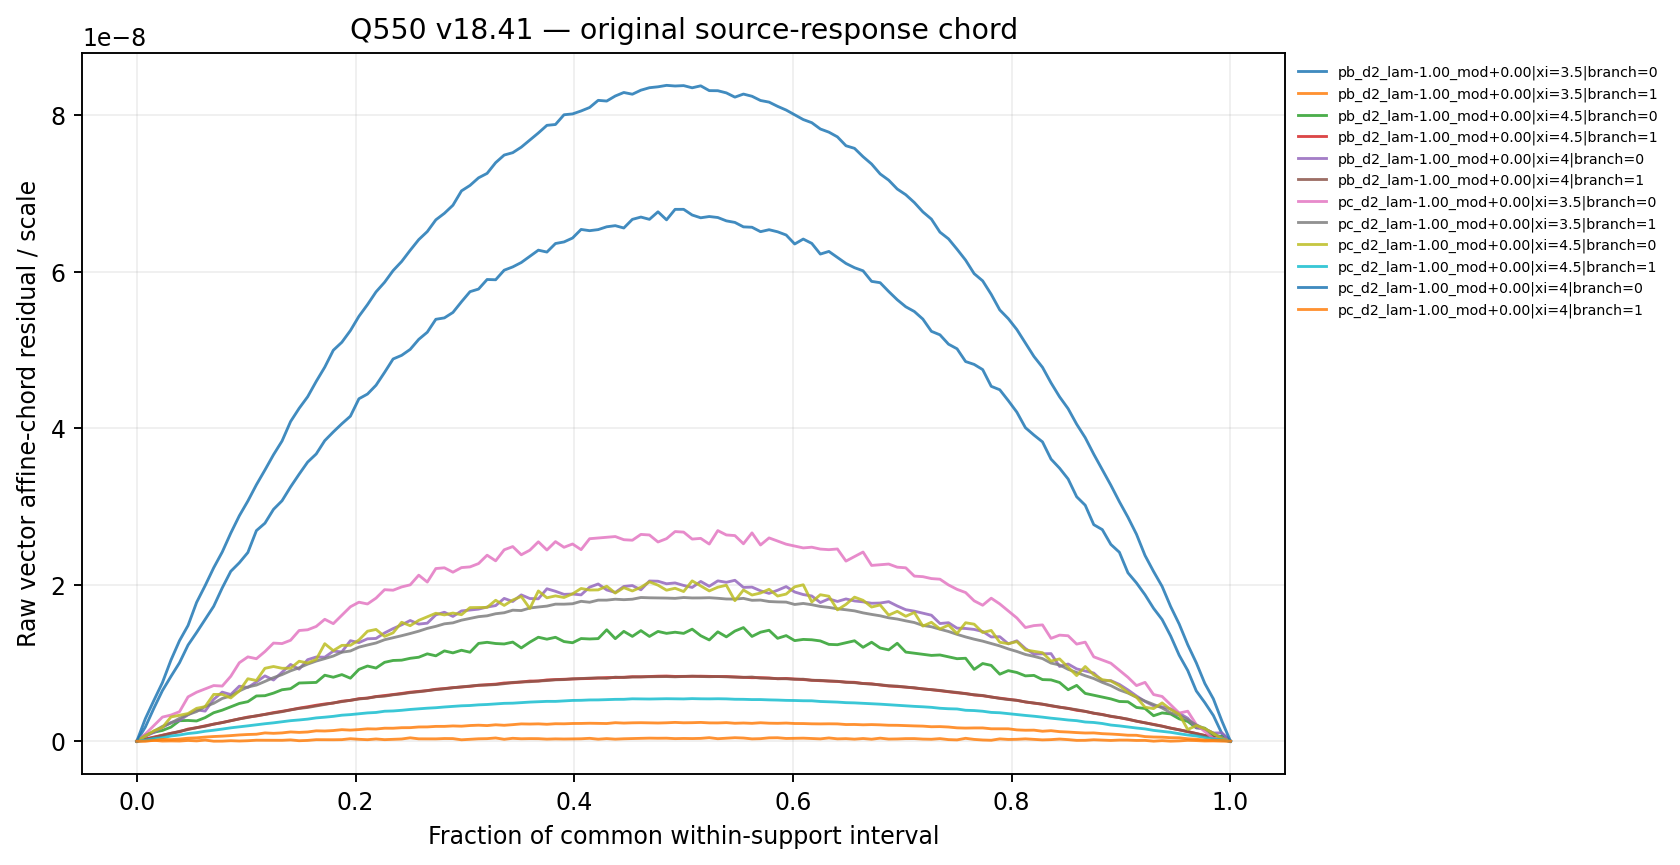 Q550 v18.41 — original source-response chord
1e−8
8
6
4
2
0
Raw vector affine-chord residual / scale
0.0 0.2 0.4 0.6 0.8 1.0
Fraction of common within-support interval
pb_d2_lam-1.00_mod+0.00|xi=3.5|branch=0
pb_d2_lam-1.00_mod+0.00|xi=3.5|branch=1
pb_d2_lam-1.00_mod+0.00|xi=4.5|branch=0
pb_d2_lam-1.00_mod+0.00|xi=4.5|branch=1
pb_d2_lam-1.00_mod+0.00|xi=4|branch=0
pb_d2_lam-1.00_mod+0.00|xi=4|branch=1
pc_d2_lam-1.00_mod+0.00|xi=3.5|branch=0
pc_d2_lam-1.00_mod+0.00|xi=3.5|branch=1
pc_d2_lam-1.00_mod+0.00|xi=4.5|branch=0
pc_d2_lam-1.00_mod+0.00|xi=4.5|branch=1
pc_d2_lam-1.00_mod+0.00|xi=4|branch=0
pc_d2_lam-1.00_mod+0.00|xi=4|branch=1